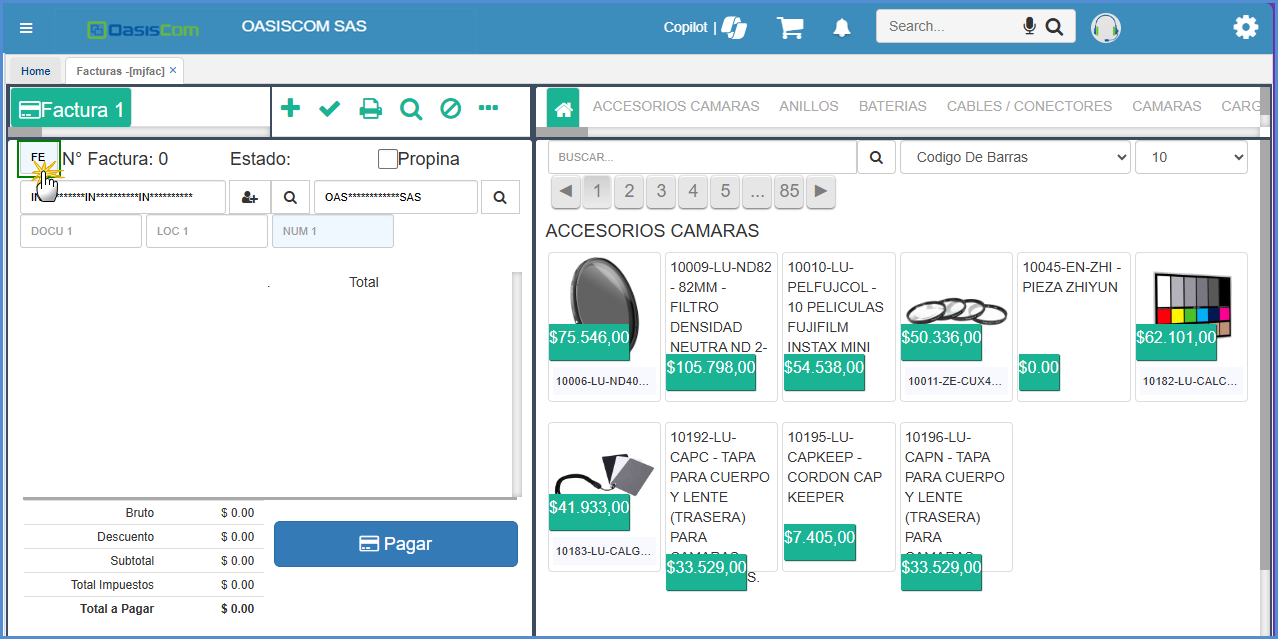 OasisCom
OASISCOM SAS
Copilot |
Search...
Home
Facturas -[mjfac] ×
Factura 1
ACCESORIOS CAMARAS
ANILLOS
BATERIAS
CABLES / CONECTORES
CAMARAS
CARG
FE
N° Factura: 0
Estado:
Propina
IN**********IN**********IN**********
OAS************SAS
DOCU 1
LOC 1
NUM 1
.
Total
Bruto $ 0.00
Descuento $ 0.00
Subtotal $ 0.00
Total Impuestos $ 0.00
Total a Pagar $ 0.00
Pagar
BUSCAR...
Codigo De Barras
10
◀ 1 2 3 4 5 ... 85 ▶
ACCESORIOS CAMARAS
$75.546,00
10006-LU-ND40...
10009-LU-ND82
- 82MM -
FILTRO
DENSIDAD
NEUTRA ND 2-
$105.798,00
10010-LU-
PELFUJCOL -
10 PELICULAS
FUJIFILM
INSTAX MINI
$54.538,00
$50.336,00
10011-ZE-CUX4...
10045-EN-ZHI -
PIEZA ZHIYUN
$0.00
$62.101,00
10182-LU-CALC...
$41.933,00
10183-LU-CALG...
10192-LU-
CAPC - TAPA
PARA CUERPO
Y LENTE
(TRASERA)
PARA
CAMARAS
$33.529,00
S.
10195-LU-
CAPKEEP -
CORDON CAP
KEEPER
$7.405,00
10196-LU-
CAPN - TAPA
PARA CUERPO
Y LENTE
(TRASERA)
PARA
CAMARAS
$33.529,00